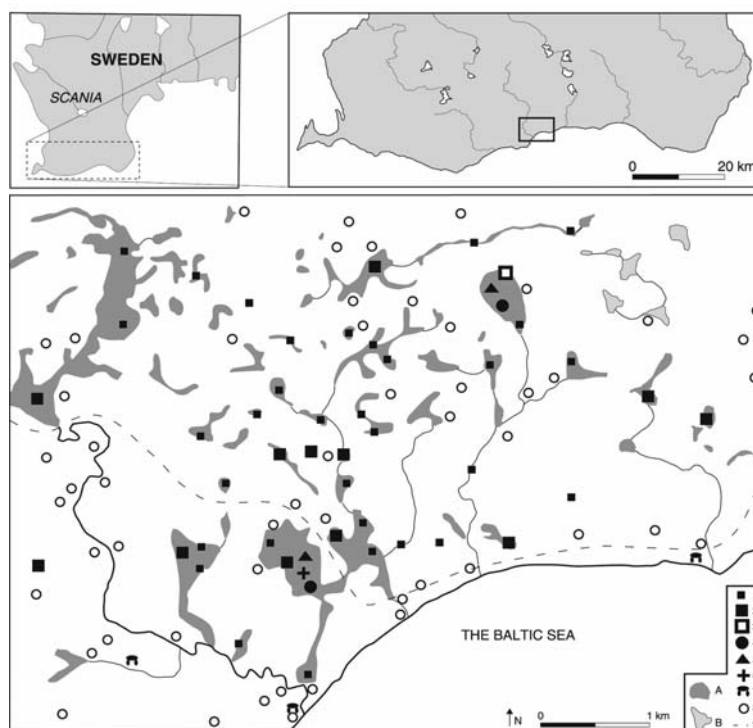 SWEDEN
SCANIA
0 20 km
THE BALTIC SEA
A
B
N
0 1 km